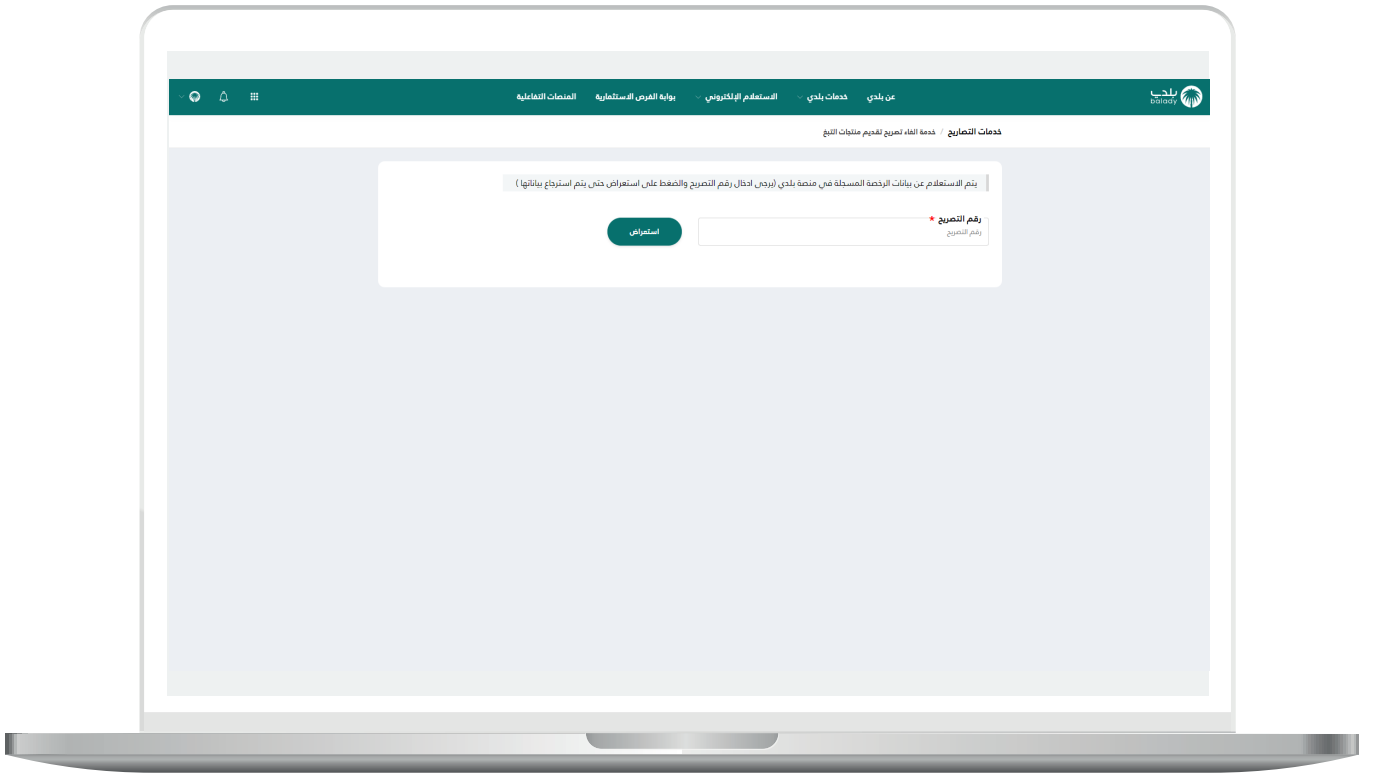 بلدي
balady
عن بلدي خدمات بلدي الاستعلام الإلكتروني بوابة الفرص الاستثمارية المنصات التفاعلية
خدمات التصاريح / خدمة الغاء تصريح تقديم منتجات التبغ
يتم الاستعلام عن بيانات الرخصة المسجلة في منصة بلدي (يرجى ادخال رقم التصريح والضغط على استعراض حتى يتم استرجاع بياناتها )
رقم التصريح *
رقم التصريح
استعراض